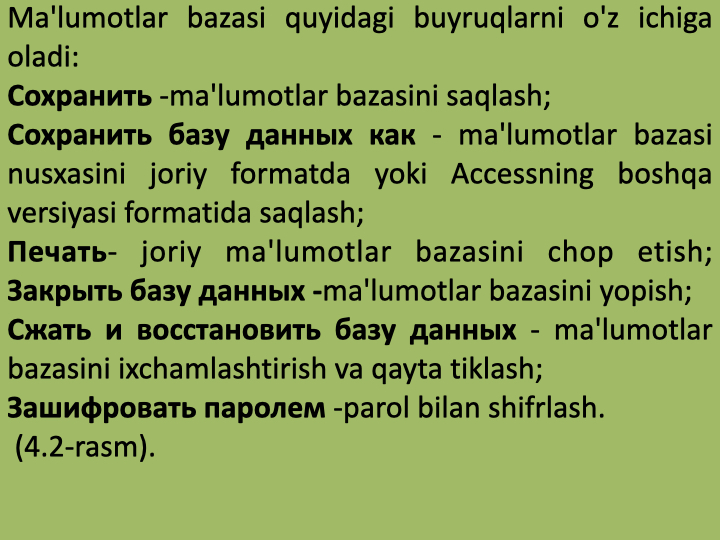 Ma'lumotlar bazasi quyidagi buyruqlarni o'z ichiga
oladi:
Сохранить -ma'lumotlar bazasini saqlash;
Сохранить базу данных как - ma'lumotlar bazasi
nusxasini joriy formatda yoki Accessning boshqa
versiyasi formatida saqlash;
Печать- joriy ma'lumotlar bazasini chop etish;
Закрыть базу данных -ma'lumotlar bazasini yopish;
Сжать и восстановить базу данных - ma'lumotlar
bazasini ixchamlashtirish va qayta tiklash;
Зашифровать паролем -parol bilan shifrlash.
(4.2-rasm).